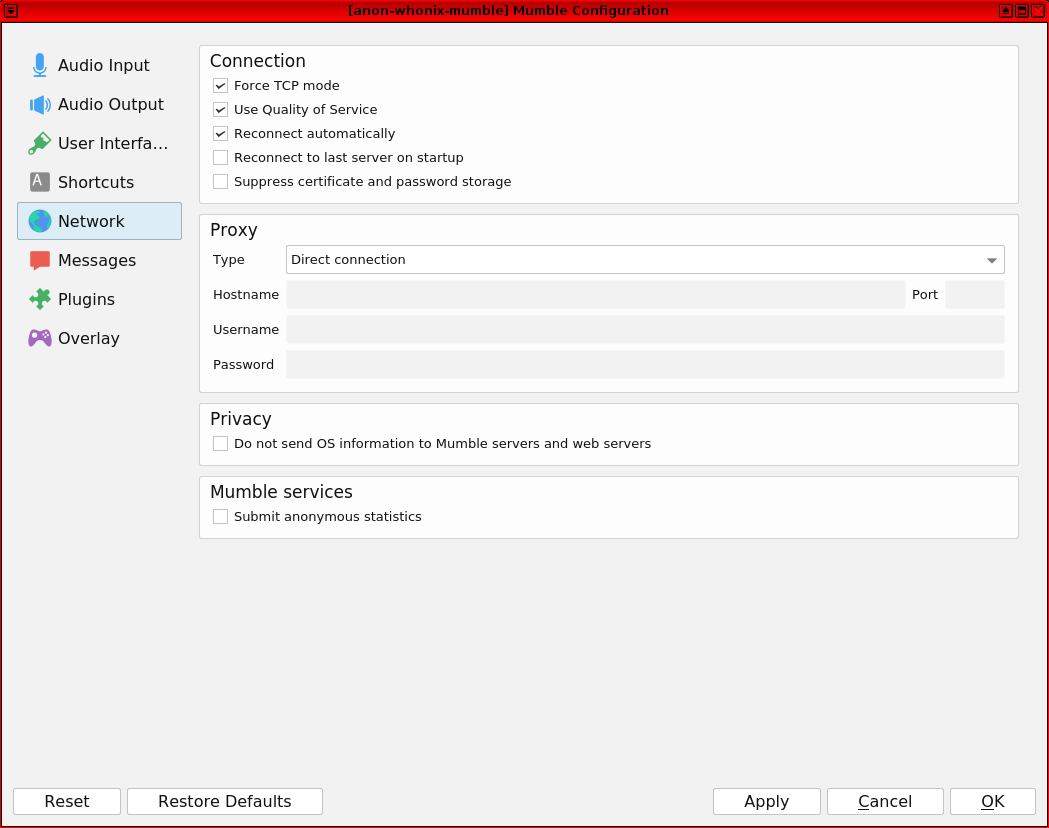 [anon-whonix-mumble] Mumble Configuration
Audio Input
Audio Output
User Interfa...
A Shortcuts
Network
Messages
Plugins
Overlay
Connection
Force TCP mode
Use Quality of Service
Reconnect automatically
Reconnect to last server on startup
Suppress certificate and password storage
Proxy
Type Direct connection
Hostname Port
Username
Password
Privacy
Do not send OS information to Mumble servers and web servers
Mumble services
Submit anonymous statistics
Reset Restore Defaults Apply Cancel OK